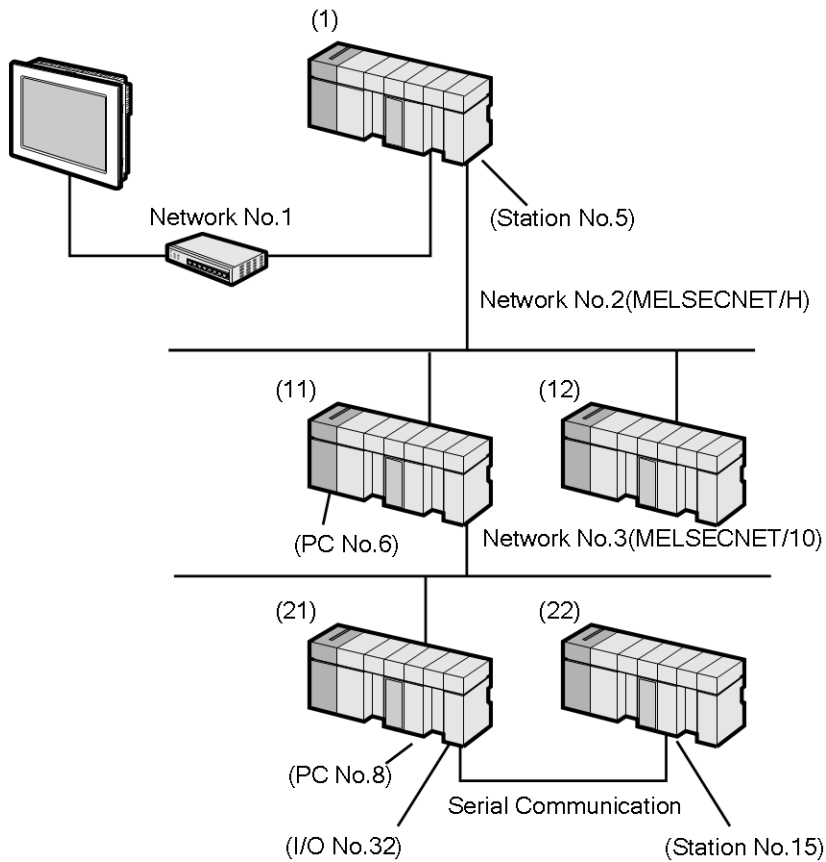 (1)
Network No.1
(Station No.5)
Network No.2(MELSECNET/H)
(11)
(12)
(PC No.6)
Network No.3(MELSECNET/10)
(21)
(22)
(PC No.8)
Serial Communication
(I/O No.32)
(Station No.15)